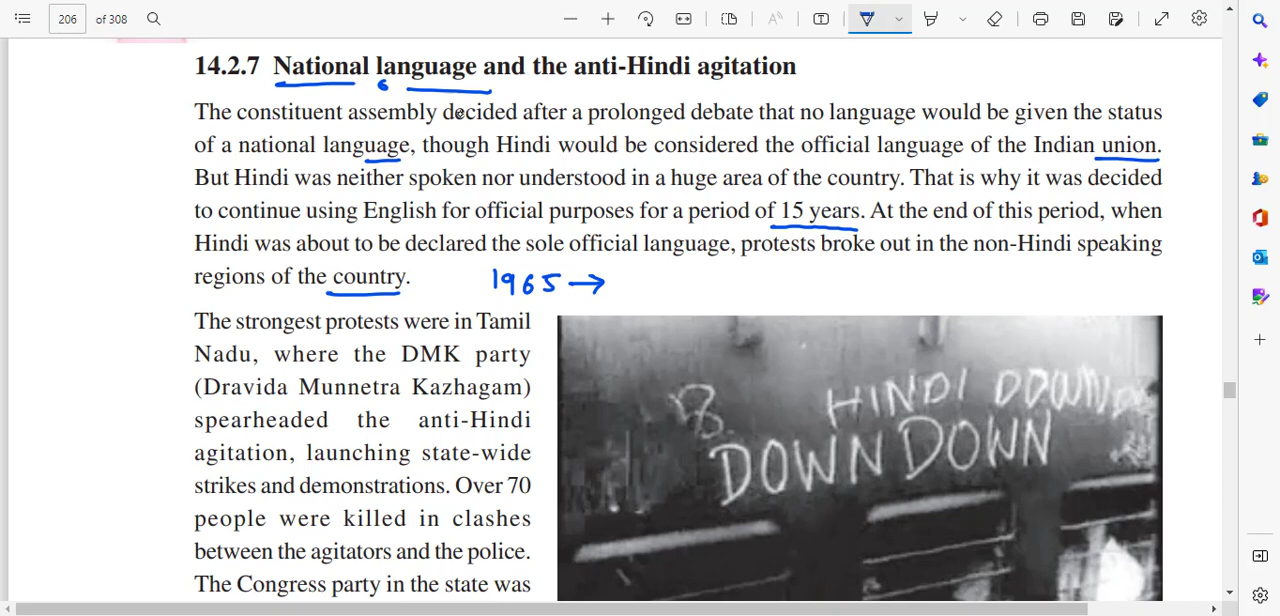 206 of 308
14.2.7 National language and the anti-Hindi agitation
The constituent assembly decided after a prolonged debate that no language would be given the status
of a national language, though Hindi would be considered the official language of the Indian union.
But Hindi was neither spoken nor understood in a huge area of the country. That is why it was decided
to continue using English for official purposes for a period of 15 years. At the end of this period, when
Hindi was about to be declared the sole official language, protests broke out in the non-Hindi speaking
regions of the country.
1965 →
The strongest protests were in Tamil
Nadu, where the DMK party
(Dravida Munnetra Kazhagam)
spearheaded the anti-Hindi
agitation, launching state-wide
strikes and demonstrations. Over 70
people were killed in clashes
between the agitators and the police.
The Congress party in the state was
HINDI DOWN
DOWN DOWN